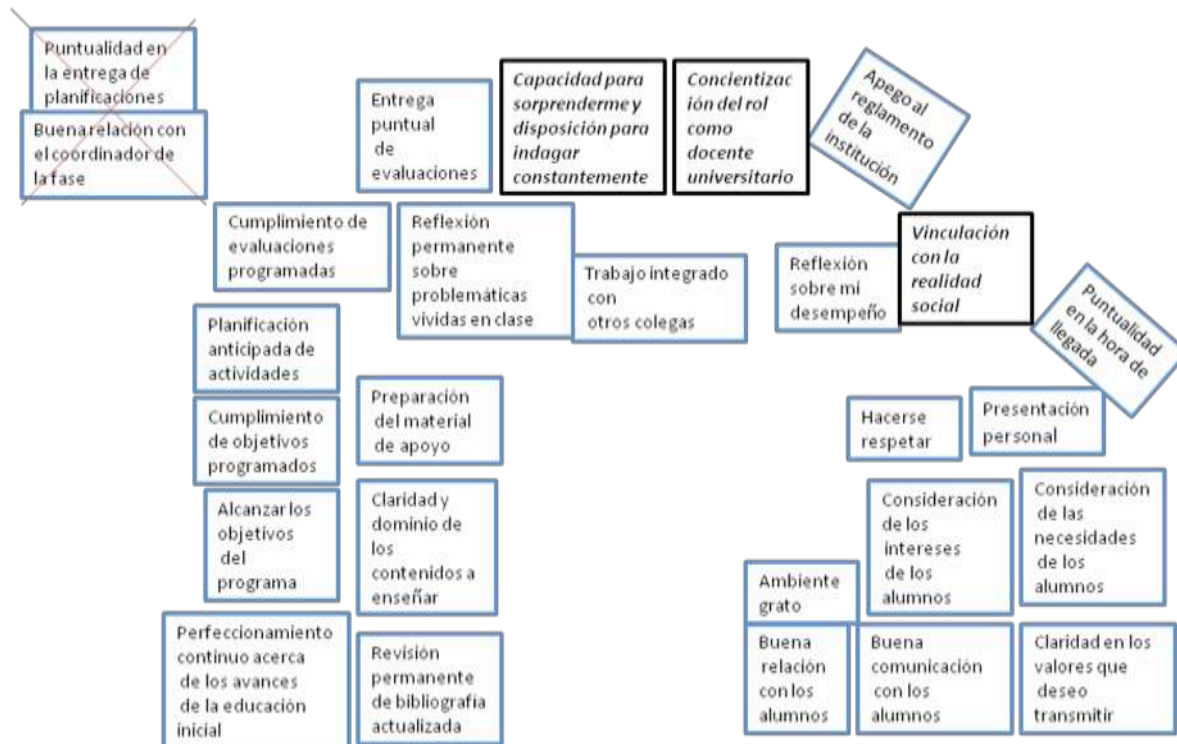 Puntualidad en
la entrega de
planificaciones
Buena relación con
el coordinador de
la fase
Entrega
puntual
de
evaluaciones
Capacidad para
sorprenderme y
disposición para
indagar
constantemente
Concientizac
ión del rol
como
docente
universitario
Apego al
reglamento
de la
institución
Cumplimiento de
evaluaciones
programadas
Reflexión
permanente
sobre
problemáticas
vividas en clase
Trabajo integrado
con
otros colegas
Reflexión
sobre mi
desempeño
Vinculación
con la
realidad
social
Puntualidad
en la hora de
llegada
Planificación
anticipada de
actividades
Preparación
del material
de apoyo
Hacerse
respetar
Presentación
personal
Cumplimiento
de objetivos
programados
Alcanzar los
objetivos
del
programa
Claridad y
dominio de
los
contenidos a
enseñar
Consideración
de los
intereses
de los
alumnos
Consideración
de las
necesidades
de los
alumnos
Ambiente
grato
Perfeccionamiento
continuo acerca
de los avances
de la educación
inicial
Revisión
permanente
de bibliografía
actualizada
Buena
relación
con los
alumnos
Buena
comunicación
con los
alumnos
Claridad en los
valores que
deseo
transmitir